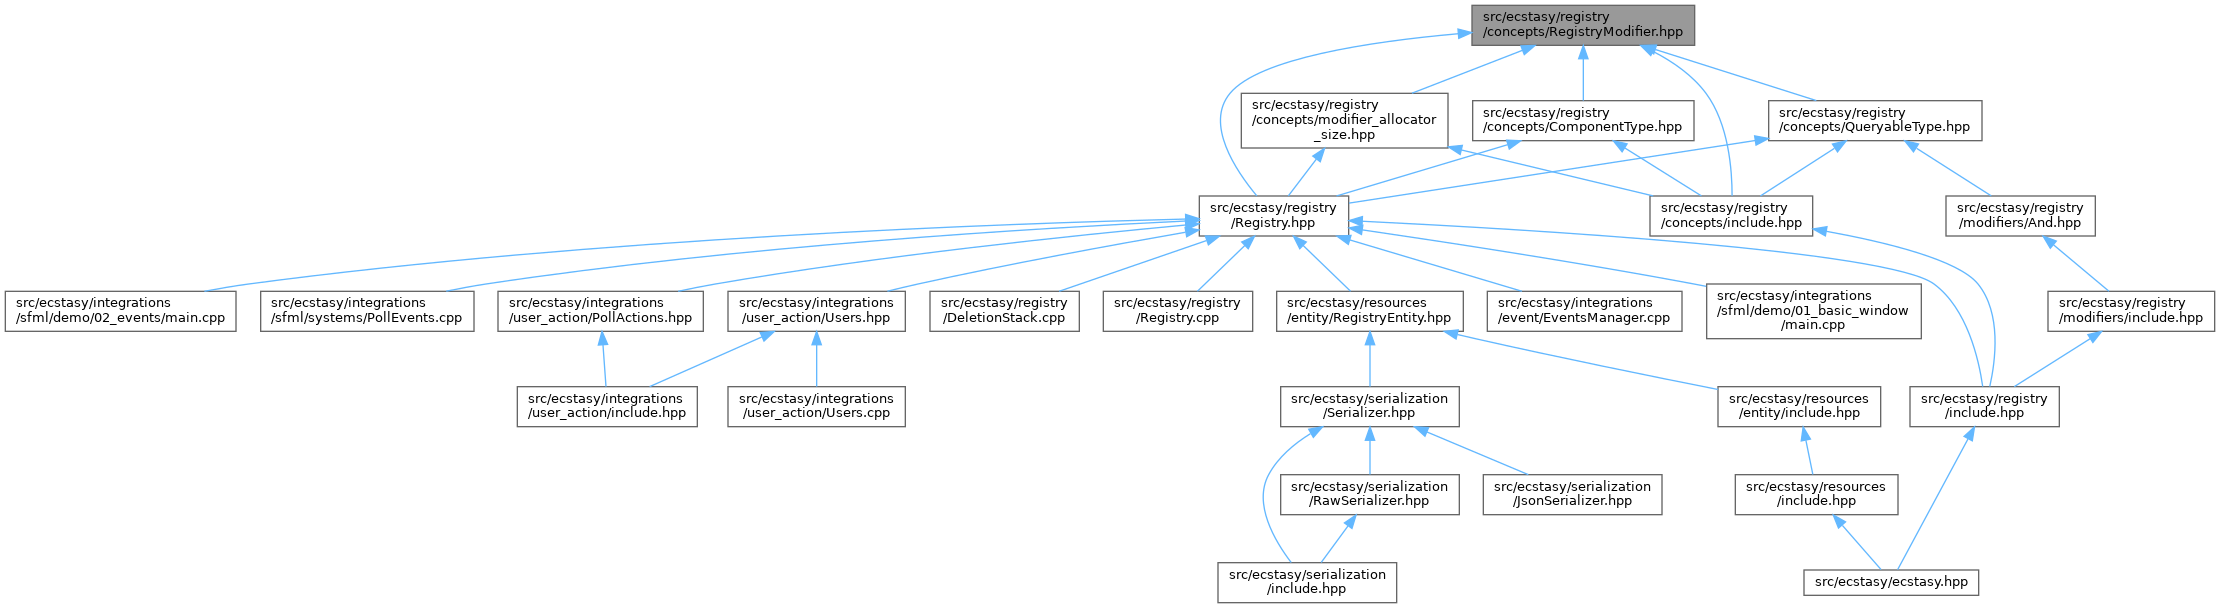 src/ecstasy/registry
/concepts/RegistryModifier.hpp
src/ecstasy/registry
/concepts/modifier_allocator
_size.hpp
src/ecstasy/registry
/concepts/ComponentType.hpp
src/ecstasy/registry
/concepts/QueryableType.hpp
src/ecstasy/registry
/Registry.hpp
src/ecstasy/registry
/concepts/include.hpp
src/ecstasy/registry
/modifiers/And.hpp
src/ecstasy/integrations
/sfml/demo/02_events/main.cpp
src/ecstasy/integrations
/sfml/systems/PollEvents.cpp
src/ecstasy/integrations
/user_action/PollActions.hpp
src/ecstasy/integrations
/user_action/Users.hpp
src/ecstasy/registry
/DeletionStack.cpp
src/ecstasy/registry
/Registry.cpp
src/ecstasy/resources
/entity/RegistryEntity.hpp
src/ecstasy/integrations
/event/EventsManager.cpp
src/ecstasy/integrations
/sfml/demo/01_basic_window
/main.cpp
src/ecstasy/registry
/modifiers/include.hpp
src/ecstasy/integrations
/user_action/include.hpp
src/ecstasy/integrations
/user_action/Users.cpp
src/ecstasy/serialization
/Serializer.hpp
src/ecstasy/resources
/entity/include.hpp
src/ecstasy/registry
/include.hpp
src/ecstasy/serialization
/RawSerializer.hpp
src/ecstasy/serialization
/JsonSerializer.hpp
src/ecstasy/resources
/include.hpp
src/ecstasy/serialization
/include.hpp
src/ecstasy/ecstasy.hpp